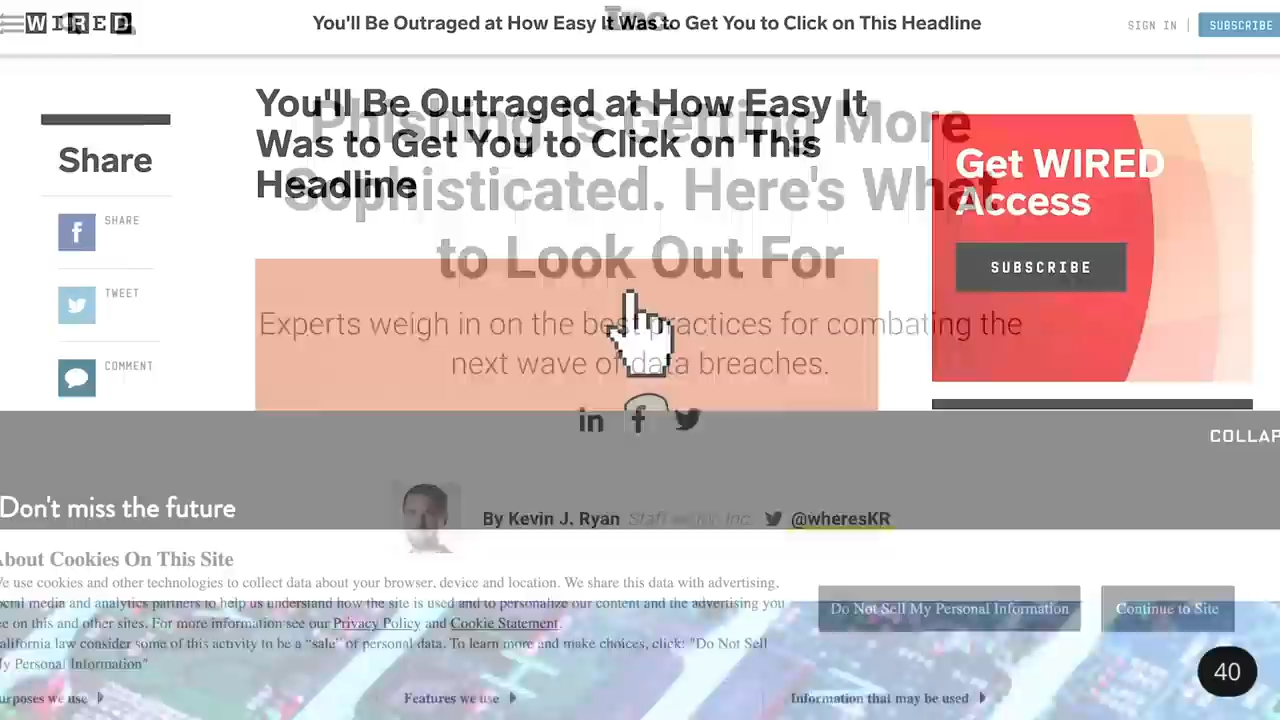 WIRED
You'll Be Outraged at How Easy It Was to Get You to Click on This Headline
SIGN IN | SUBSCRIBE
Inc.
You'll Be Outraged at How Easy It
Was to Get You to Click on This
Headline
Phishing Is Getting More
Sophisticated. Here's What
to Look Out For
Experts weigh in on the best practices for combating the
next wave of data breaches.
Share
f
SHARE
TWEET
COMMENT
Get WIRED
Access
SUBSCRIBE
in f
COLLAP
Don't miss the future
By Kevin J. Ryan Staff writer, Inc. @wheresKR
About Cookies On This Site
We use cookies and other technologies to collect data about your browser, device and location. We share this data with advertising,
social media and analytics partners to help us understand how the site is used and to personalize our content and the advertising you
see on this and other sites. For more information see our Privacy Policy and Cookie Statement.
California law consider some of this activity to be a “sale” of personal data. To learn more and make choices, click: "Do Not Sell
My Personal Information"
Do Not Sell My Personal Information
Continue to Site
Purposes we use
Features we use
Information that may be used
40